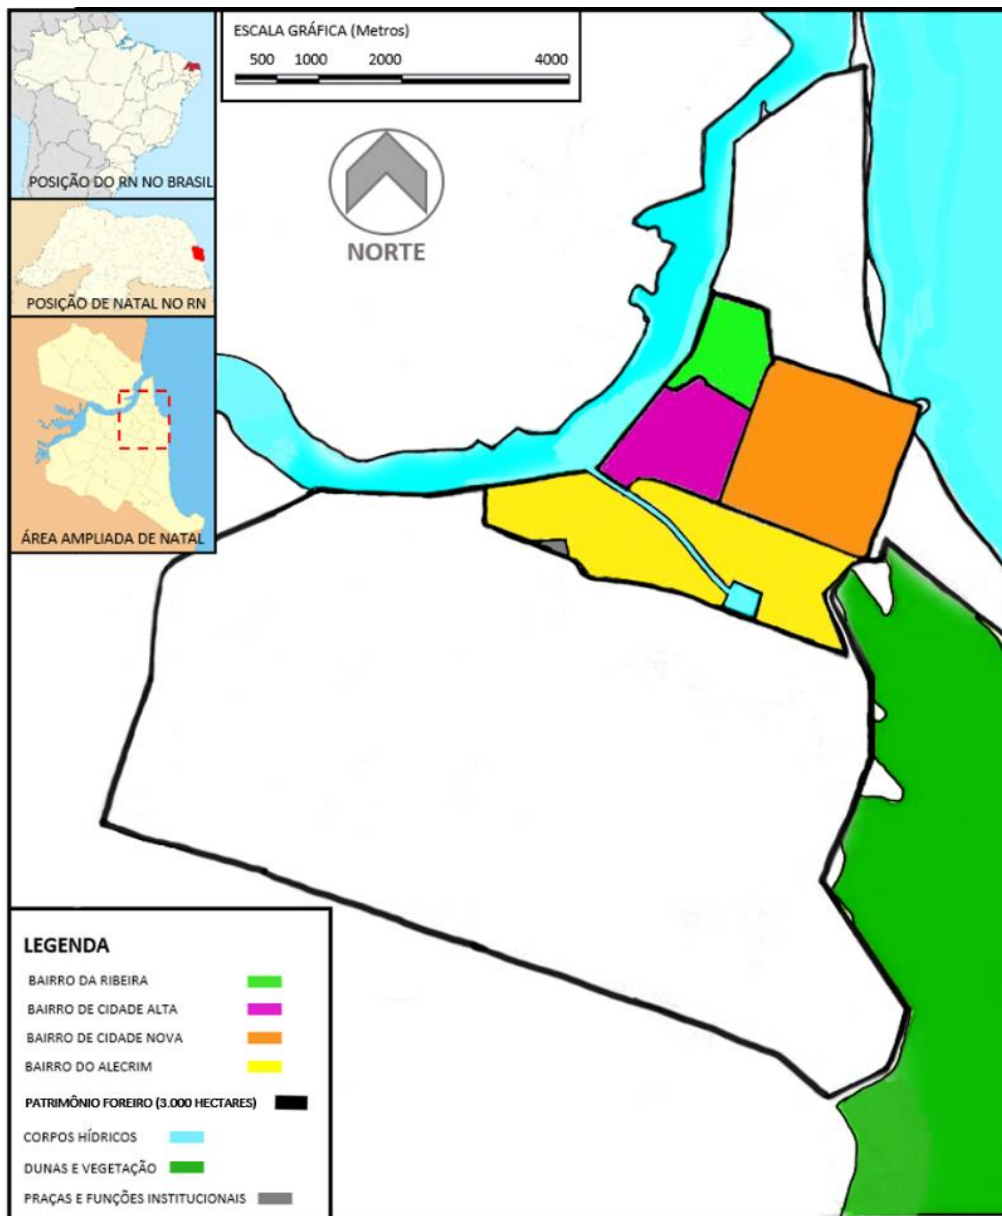 ESCALA GRÁFICA (Metros)
500 1000 2000 4000
POSIÇÃO DO RN NO BRASIL
NORTE
POSIÇÃO DE NATAL NO RN
ÁREA AMPLIADA DE NATAL
LEGENDA
BAIRRO DA RIBEIRA
BAIRRO DE CIDADE ALTA
BAIRRO DE CIDADE NOVA
BAIRRO DO ALECRIM
PATRIMÔNIO FOREIRO (3.000 HECTARES)
CORPOS HÍDRICOS
DUNAS E VEGETAÇÃO
PRAÇAS E FUNÇÕES INSTITUCIONAIS